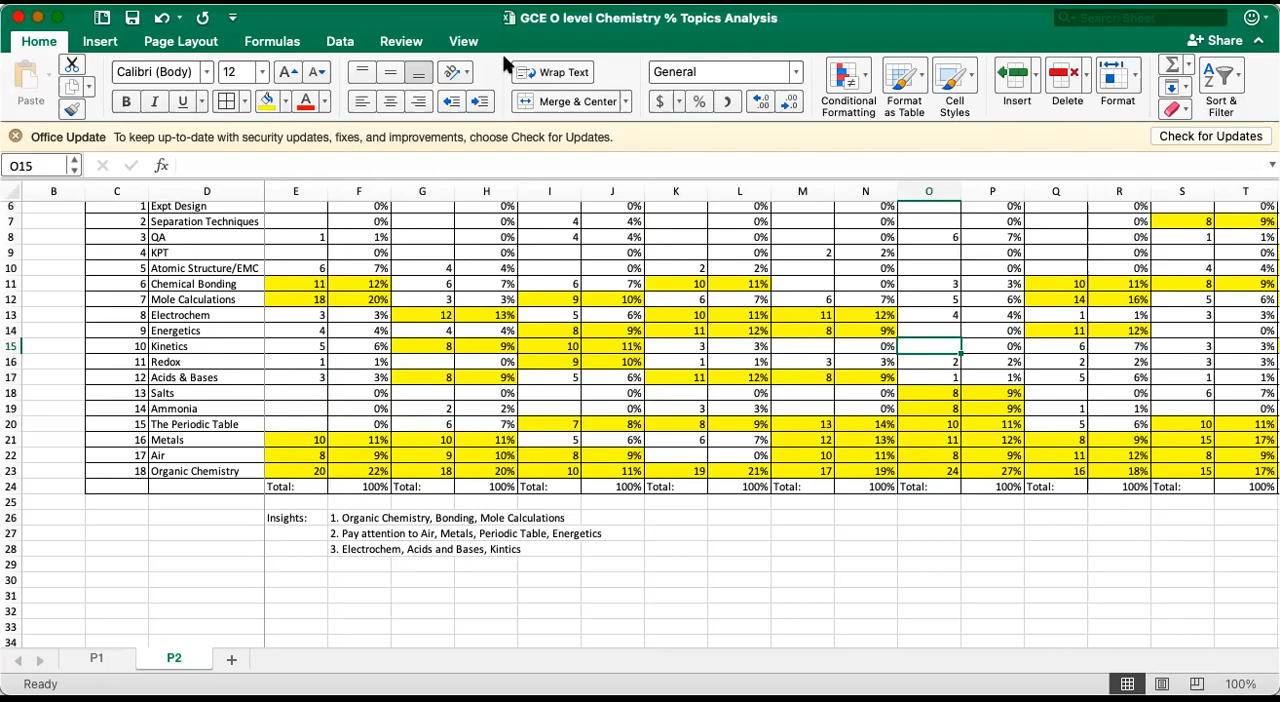 GCE O level Chemistry % Topics Analysis
Search Sheet
Home Insert Page Layout Formulas Data Review View Share
Paste Calibri (Body) 12 Wrap Text General Conditional Formatting Format as Table Cell Styles Insert Delete Format Sort & Filter
B I U Merge & Center $ %
Office Update To keep up-to-date with security updates, fixes, and improvements, choose Check for Updates. Check for Updates
O15 fx
B C D E F G H I J K L M N O P Q R S T
6 1 Expt Design 0% 0% 0% 0% 0% 0% 0% 0%
7 2 Separation Techniques 0% 0% 4 4% 0% 0% 0% 0% 8 9%
8 3 QA 1 1% 0% 4 4% 0% 0% 6 7% 0% 1 1%
9 4 KPT 0% 0% 0% 0% 2 2% 0% 0% 0%
10 5 Atomic Structure/EMC 6 7% 4 4% 0% 2 2% 0% 0% 0% 4 4%
11 6 Chemical Bonding 11 12% 6 7% 6 7% 10 11% 0% 3 3% 10 11% 8 9%
12 7 Mole Calculations 18 20% 3 3% 9 10% 6 7% 6 7% 5 6% 14 16% 5 6%
13 8 Electrochem 3 3% 12 13% 5 6% 10 11% 11 12% 4 4% 1 1% 3 3%
14 9 Energetics 4 4% 4 4% 8 9% 11 12% 8 9% 0% 11 12% 0%
15 10 Kinetics 5 6% 8 9% 10 11% 3 3% 0% 0% 6 7% 3 3%
16 11 Redox 1 1% 0% 9 10% 1 1% 3 3% 2 2% 2 2% 3 3%
17 12 Acids & Bases 3 3% 8 9% 5 6% 11 12% 8 9% 1 1% 5 6% 1 1%
18 13 Salts 0% 0% 0% 0% 0% 8 9% 0% 6 7%
19 14 Ammonia 0% 2 2% 0% 3 3% 0% 8 9% 1 1% 0%
20 15 The Periodic Table 0% 6 7% 7 8% 8 9% 13 14% 10 11% 5 6% 10 11%
21 16 Metals 10 11% 10 11% 5 6% 6 7% 12 13% 11 12% 8 9% 15 17%
22 17 Air 8 9% 9 10% 8 9% 0% 10 11% 8 9% 11 12% 8 9%
23 18 Organic Chemistry 20 22% 18 20% 10 11% 19 21% 17 19% 24 27% 16 18% 15 17%
24 Total: 100% Total: 100% Total: 100% Total: 100% Total: 100% Total: 100% Total: 100% Total: 100%
25
26 Insights: 1. Organic Chemistry, Bonding, Mole Calculations
27 2. Pay attention to Air, Metals, Periodic Table, Energetics
28 3. Electrochem, Acids and Bases, Kintics
29
30
31
32
33
34
P1 P2
Ready 100%